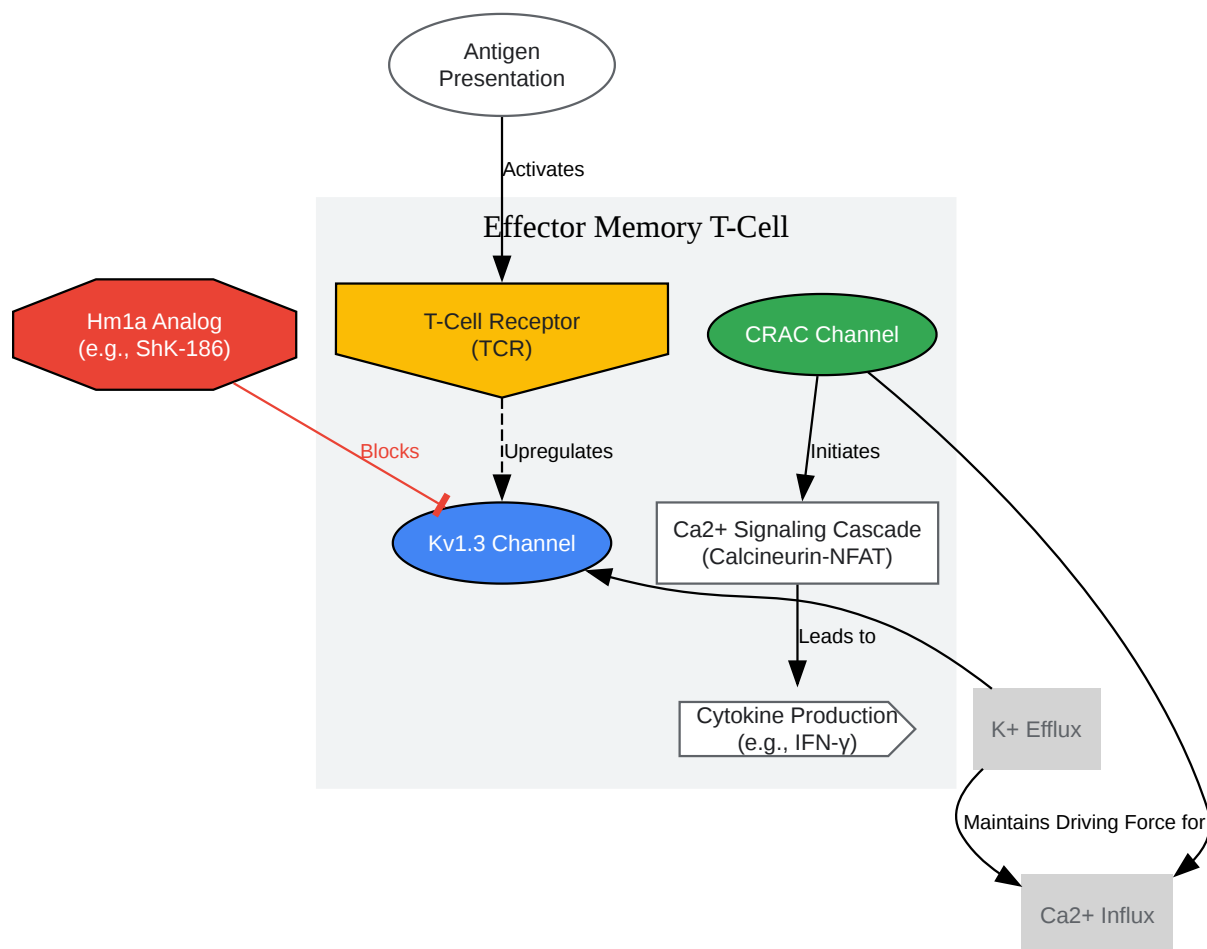 Antigen
Presentation
Activates
Effector Memory T-Cell
Hm1a Analog
(e.g., ShK-186)
T-Cell Receptor
(TCR)
CRAC Channel
Blocks
Upregulates
Initiates
Kv1.3 Channel
Ca2+ Signaling Cascade
(Calcineurin-NFAT)
Leads to
Cytokine Production
(e.g., IFN-γ)
K+ Efflux
Maintains Driving Force for
Ca2+ Influx